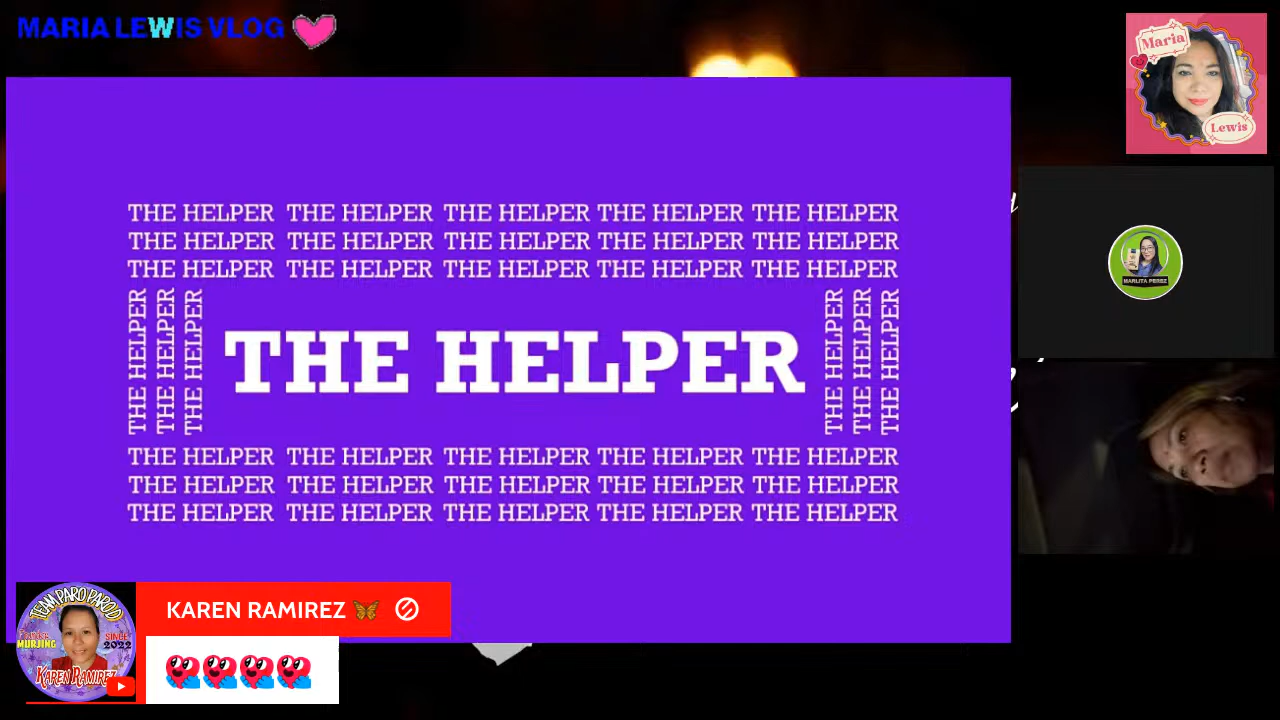 MARIA LEWIS VLOG
Maria
Lewis
THE HELPER THE HELPER THE HELPER THE HELPER THE HELPER
THE HELPER THE HELPER THE HELPER THE HELPER THE HELPER
THE HELPER THE HELPER THE HELPER THE HELPER THE HELPER
THE HELPER
THE HELPER
THE HELPER
THE HELPER
THE HELPER
THE HELPER
THE HELPER
THE HELPER THE HELPER THE HELPER THE HELPER THE HELPER
THE HELPER THE HELPER THE HELPER THE HELPER THE HELPER
THE HELPER THE HELPER THE HELPER THE HELPER THE HELPER
MARLITA PEREZ
TEAM PARO PARO
MURJING
SINCE
2022
KAREN RAMIREZ
KAREN RAMIREZ 🦋